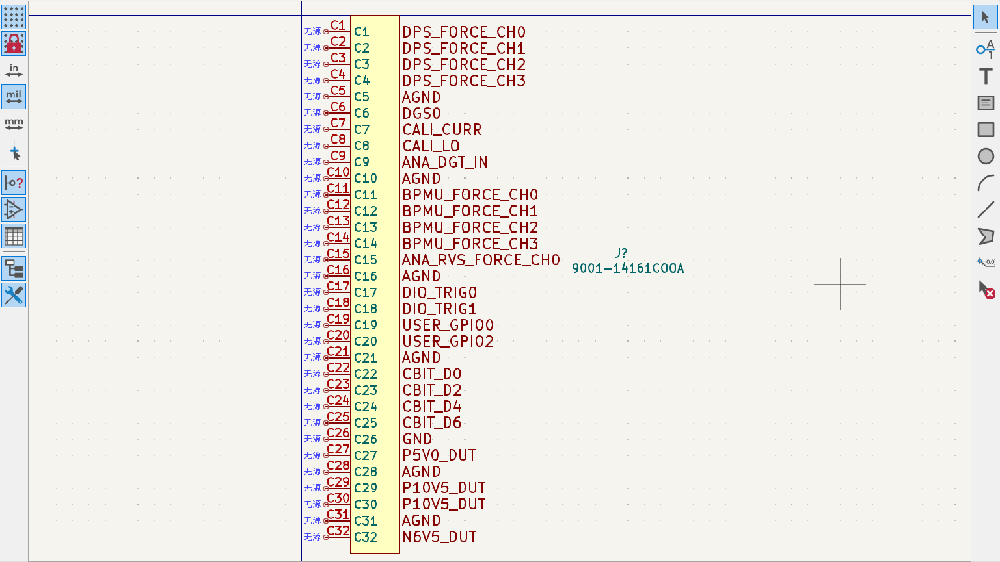 in
mil
mm
A
1
T
(0,0)
?
无源 C1 C1 DPS_FORCE_CH0
无源 C2 C2 DPS_FORCE_CH1
无源 C3 C3 DPS_FORCE_CH2
无源 C4 C4 DPS_FORCE_CH3
无源 C5 C5 AGND
无源 C6 C6 DGS0
无源 C7 C7 CALI_CURR
无源 C8 C8 CALI_LO
无源 C9 C9 ANA_DGT_IN
无源 C10 C10 AGND
无源 C11 C11 BPMU_FORCE_CH0
无源 C12 C12 BPMU_FORCE_CH1
无源 C13 C13 BPMU_FORCE_CH2
无源 C14 C14 BPMU_FORCE_CH3
J?
无源 C15 C15 ANA_RVS_FORCE_CH0
9001-14161C00A
无源 C16 C16 AGND
无源 C17 C17 DIO_TRIG0
无源 C18 C18 DIO_TRIG1
无源 C19 C19 USER_GPIO0
无源 C20 C20 USER_GPIO2
无源 C21 C21 AGND
无源 C22 C22 CBIT_D0
无源 C23 C23 CBIT_D2
无源 C24 C24 CBIT_D4
无源 C25 C25 CBIT_D6
无源 C26 C26 GND
无源 C27 C27 P5V0_DUT
无源 C28 C28 AGND
无源 C29 C29 P10V5_DUT
无源 C30 C30 P10V5_DUT
无源 C31 C31 AGND
无源 C32 C32 N6V5_DUT